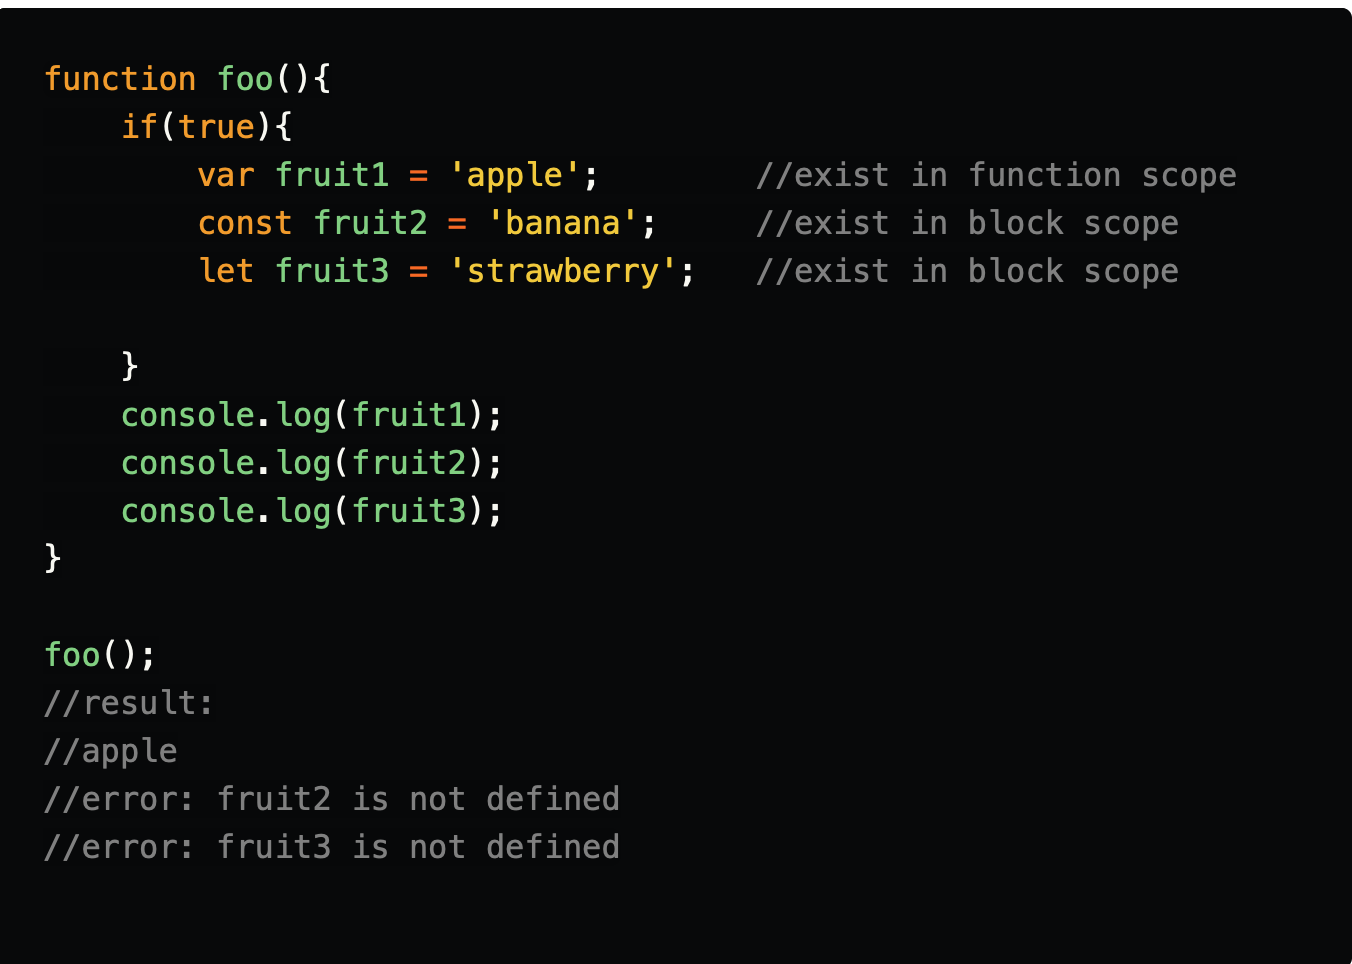 function foo(){
    if(true){
        var fruit1 = 'apple';        //exist in function scope
        const fruit2 = 'banana';     //exist in block scope
        let fruit3 = 'strawberry';   //exist in block scope

    }
    console.log(fruit1);
    console.log(fruit2);
    console.log(fruit3);
}

foo();
//result:
//apple
//error: fruit2 is not defined
//error: fruit3 is not defined